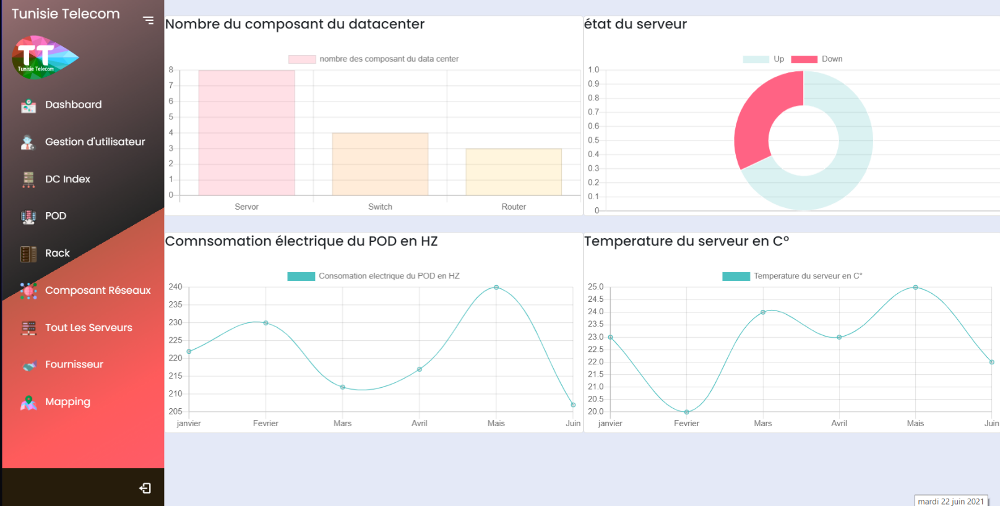 Tunisie Telecom
TT
Tunisie Telecom
Dashboard
Gestion d'utilisateur
DC Index
POD
Rack
Composant Réseaux
Tout Les Serveurs
Fournisseur
Mapping
Nombre du composant du datacenter
nombre des composant du data center
8
7
6
5
4
3
2
1
0
Servor Switch Router
état du serveur
Up Down
1.0
0.9
0.8
0.7
0.6
0.5
0.4
0.3
0.2
0.1
0
Comnsomation électrique du POD en HZ
Consomation electrique du POD en HZ
240
235
230
225
220
215
210
205
janvier Fevrier Mars Avril Mais Juin
Temperature du serveur en C°
Temperature du serveur en C°
25.0
24.5
24.0
23.5
23.0
22.5
22.0
21.5
21.0
20.5
20.0
janvier Fevrier Mars Avril Mais Juin
mardi 22 juin 2021